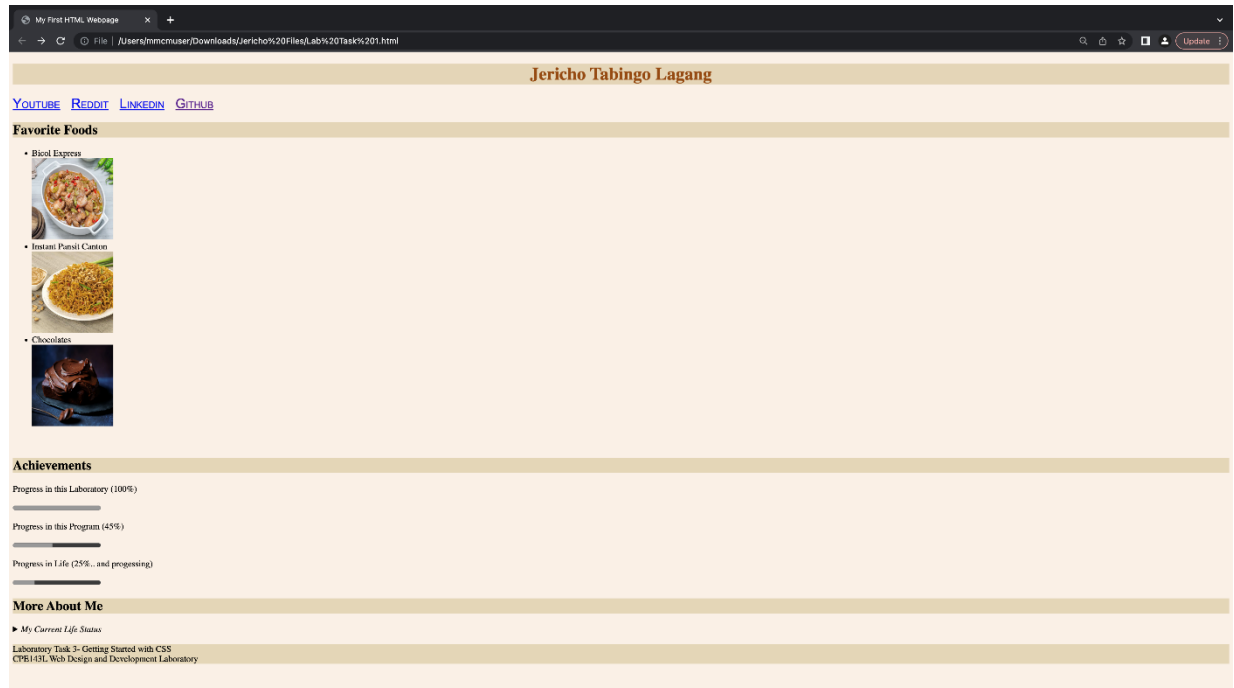 My First HTML Webpage
File | /Users/mmcmuser/Downloads/Jericho%20Files/Lab%20Task%201.html
Update
Jericho Tabingo Lagang
YOUTUBE REDDIT LINKEDIN GITHUB
Favorite Foods
• Bicol Express
• Instant Pansit Canton
• Chocolates
Achievements
Progress in this Laboratory (100%)
Progress in this Program (45%)
Progress in Life (25%.. and progessing)
More About Me
My Current Life Status
Laboratory Task 3- Getting Started with CSS
CPE143L Web Design and Development Laboratory